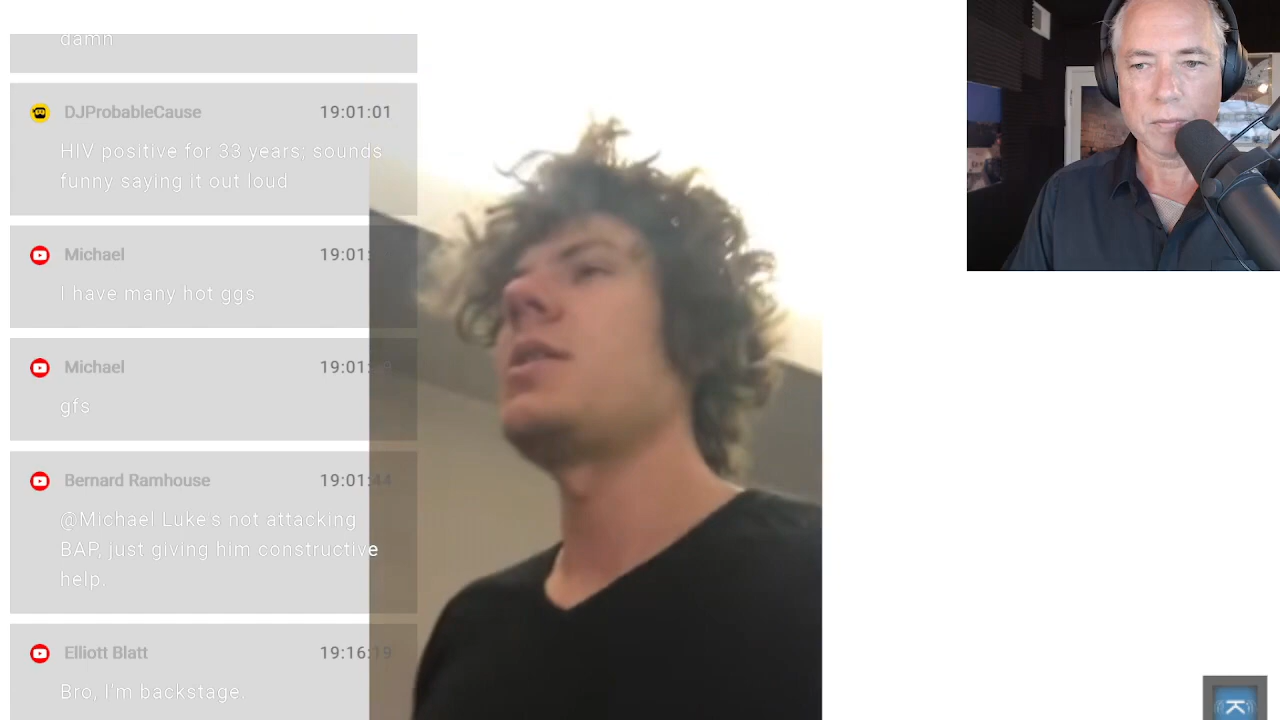 damn
DJProbableCause 19:01:01
HIV positive for 33 years; sounds
funny saying it out loud
Michael 19:01:
I have many hot ggs
Michael 19:01:
gfs
Bernard Ramhouse 19:01:44
@Michael Luke's not attacking
BAP, just giving him constructive
help.
Elliott Blatt 19:16:19
Bro, I'm backstage.
K